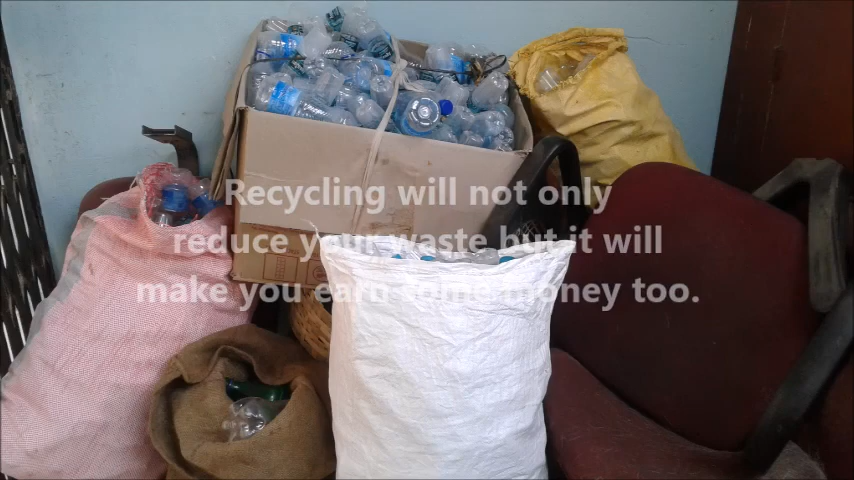 Recycling will not only
reduce your waste but it will
make you earn some money too.